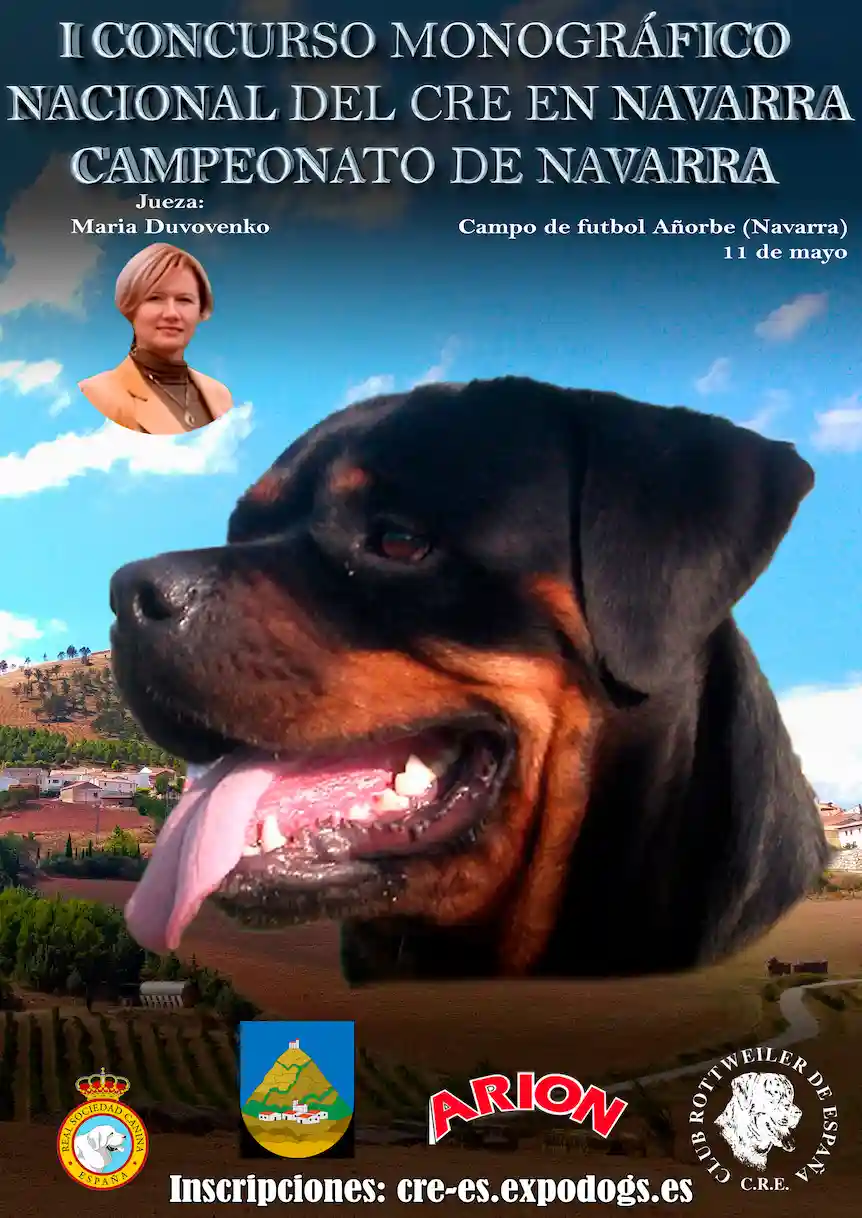 I CONCURSO MONOGRÁFICO
NACIONAL DEL CRE EN NAVARRA
CAMPEONATO DE NAVARRA
Jueza:
Maria Duvovenko
Campo de futbol Añorbe (Navarra)
11 de mayo
REAL SOCIEDAD CANINA
ESPAÑA
ARION
CLUB ROTTWEILER DE ESPAÑA
C.R.E.
Inscripciones: cre-es.expodogs.es